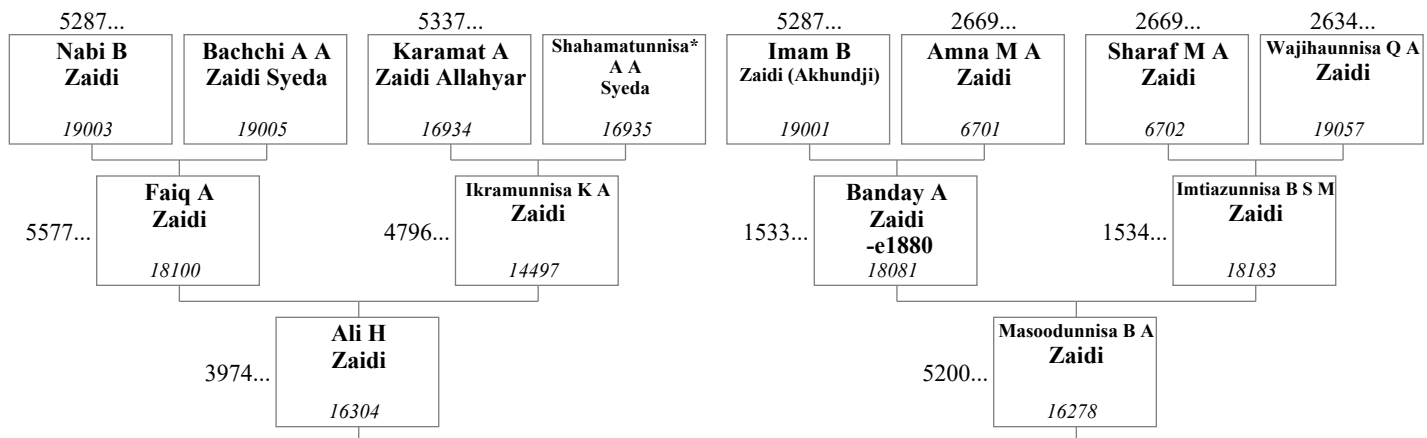 5287... 5337... 5287... 2669... 2669... 2634...
Nabi B
Zaidi
19003
Bachchi A A
Zaidi Syeda
19005
Karamat A
Zaidi Allahyar
16934
Shahamatunnisa*
A A
Syeda
16935
Imam B
Zaidi (Akhundji)
19001
Amna M A
Zaidi
6701
Sharaf M A
Zaidi
6702
Wajihaunnisa Q A
Zaidi
19057
5577...
Faiq A
Zaidi
18100
4796...
Ikramunnisa K A
Zaidi
14497
1533...
Banday A
Zaidi
-e1880
18081
1534...
Imtiazunnisa B S M
Zaidi
18183
3974...
Ali H
Zaidi
16304
5200...
Masoodunnisa B A
Zaidi
16278